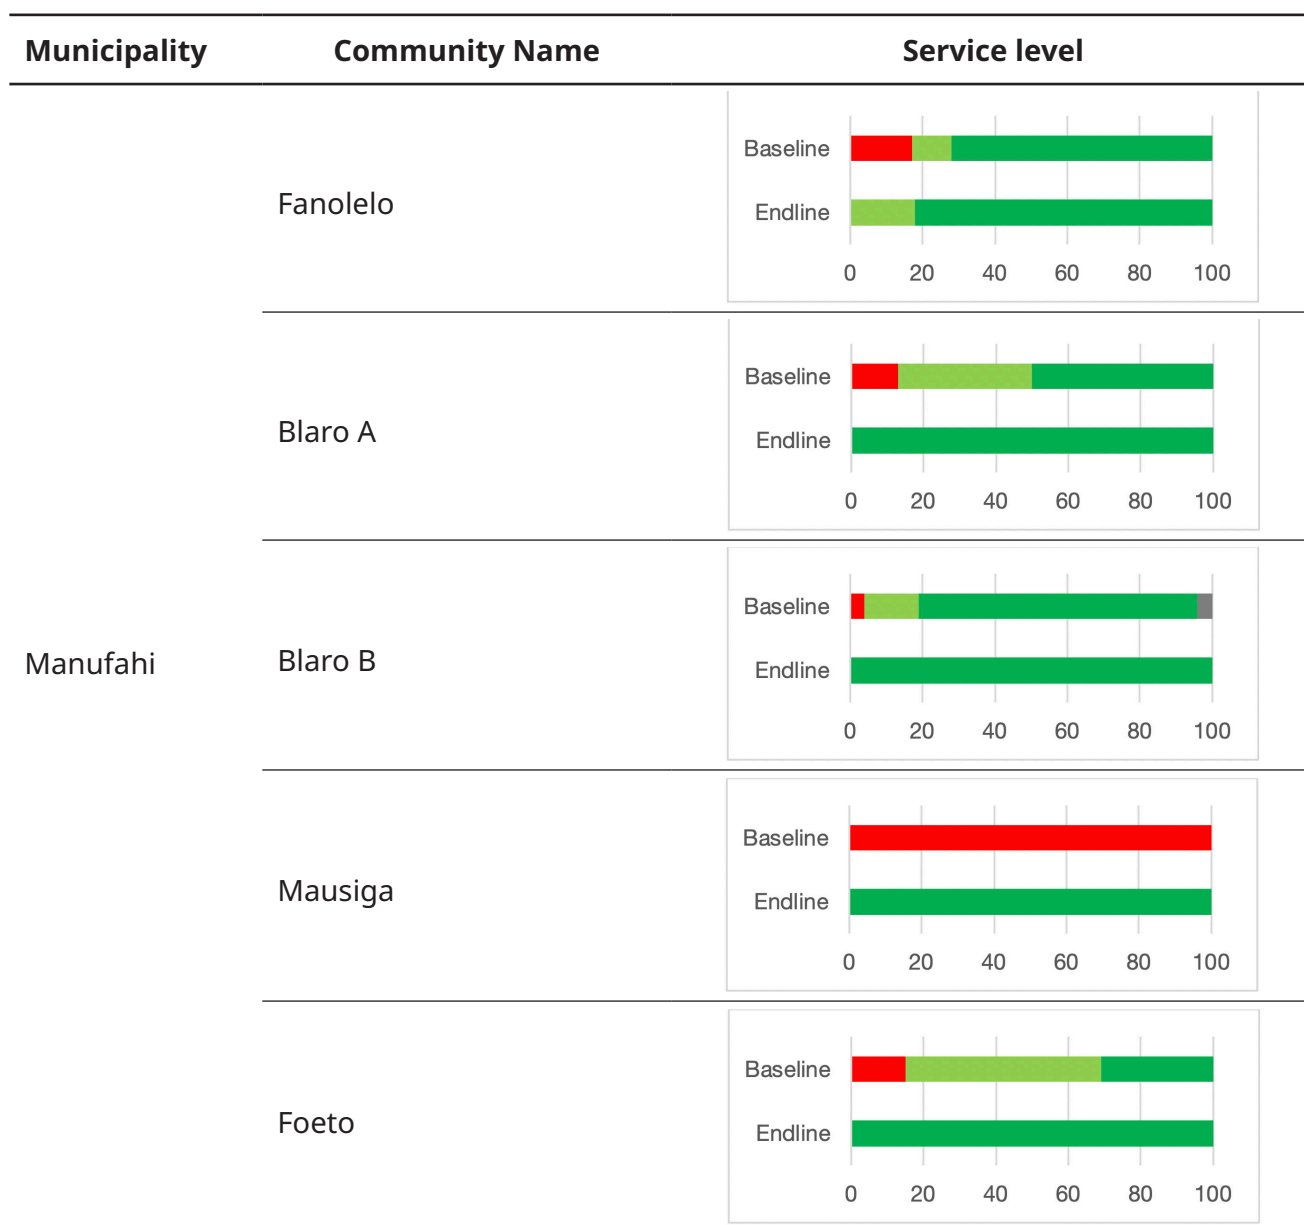 Municipality Community Name Service level
Baseline
Fanolelo
Endline
0 20 40 60 80 100
Baseline
Blaro A
Endline
0 20 40 60 80 100
Baseline
Manufahi Blaro B
Endline
0 20 40 60 80 100
Baseline
Mausiga
Endline
0 20 40 60 80 100
Baseline
Foeto
Endline
0 20 40 60 80 100